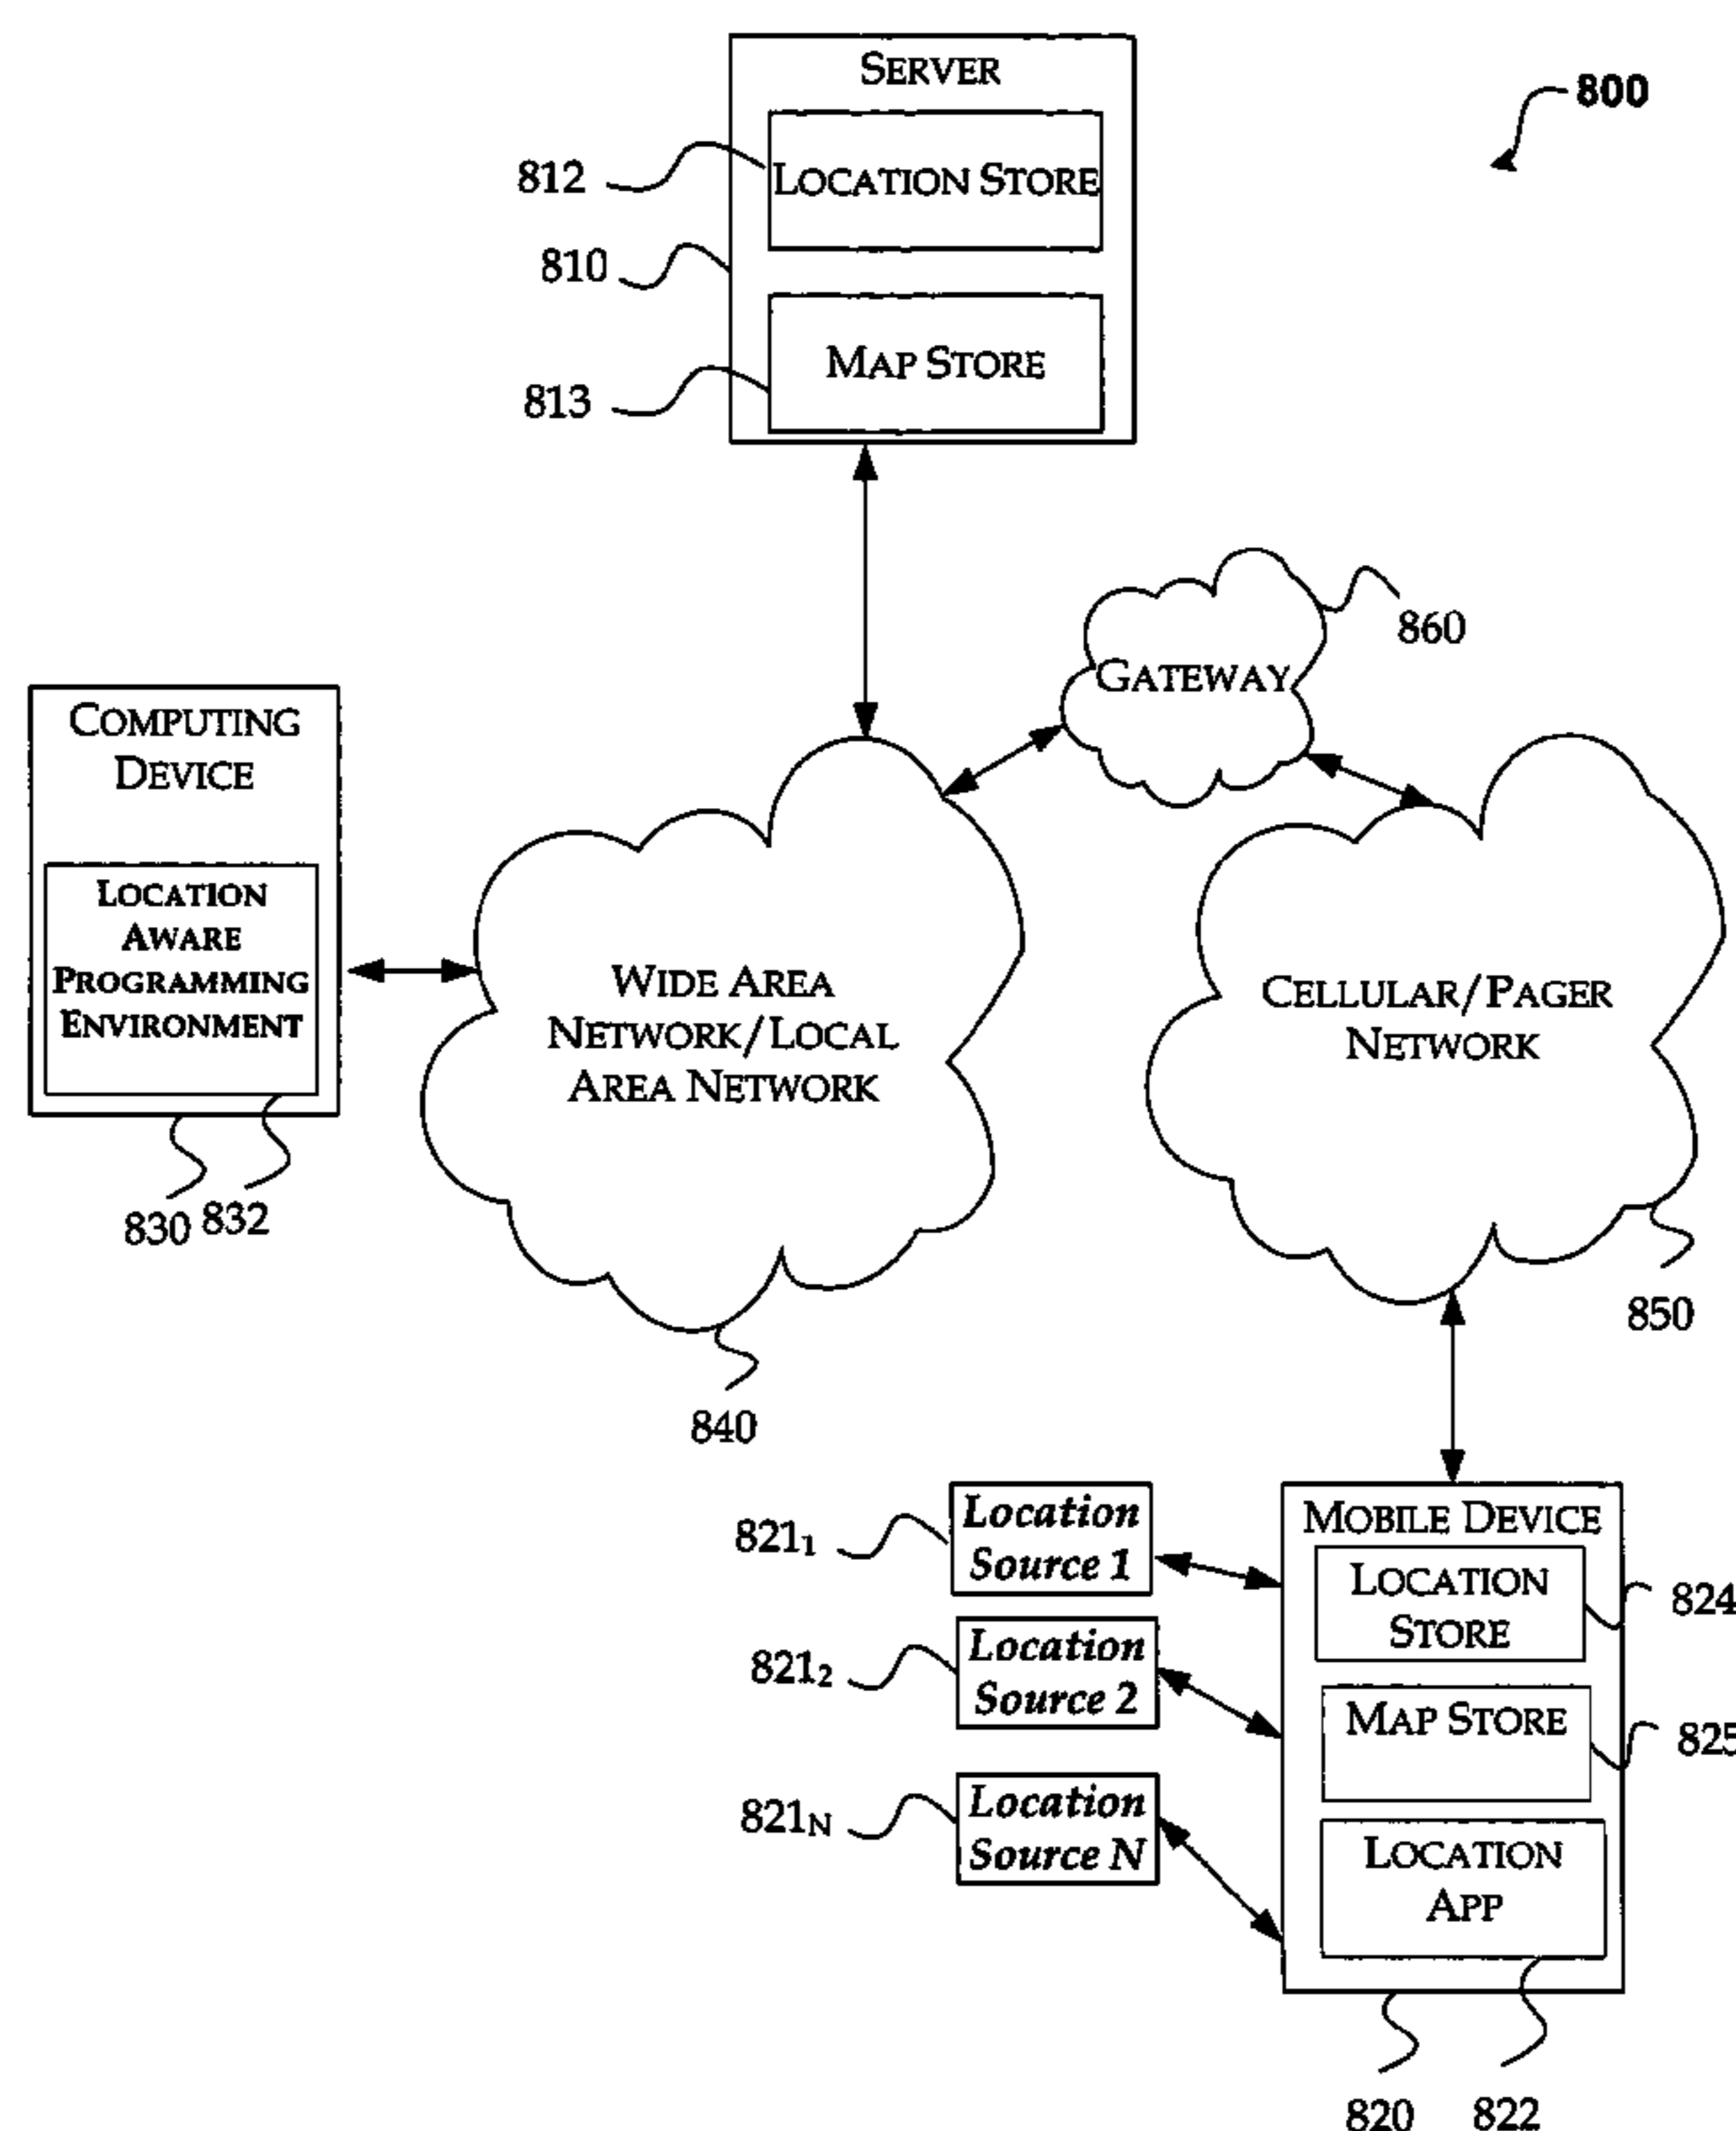 SERVER
800
812
LOCATION STORE
810
MAP STORE
813
860
GATEWAY
COMPUTING
DEVICE
LOCATION
AWARE
PROGRAMMING
ENVIRONMENT
WIDE AREA
NETWORK/LOCAL
AREA NETWORK
CELLULAR/PAGER
NETWORK
830 832
850
840
821₁
Location
Source 1
MOBILE DEVICE
LOCATION
STORE
824
821₂
Location
Source 2
MAP STORE
825
821N
Location
Source N
LOCATION
APP
820 822